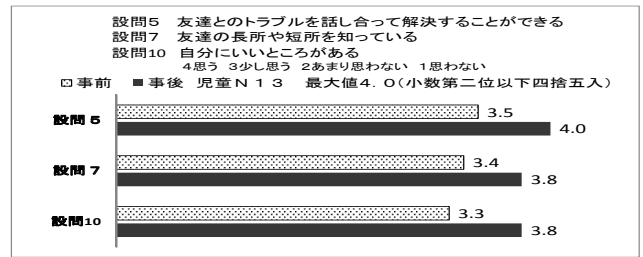 設問5 友達とのトラブルを話し合って解決することができる
設問7 友達の長所や短所を知っている
設問10 自分にいいところがある
4思う 3少し思う 2あまり思わない 1思わない
事前 事後 児童N13 最大値4.0(小数第二位以下四捨五入)
設問5
3.5
4.0
設問7
3.4
3.8
設問10
3.3
3.8